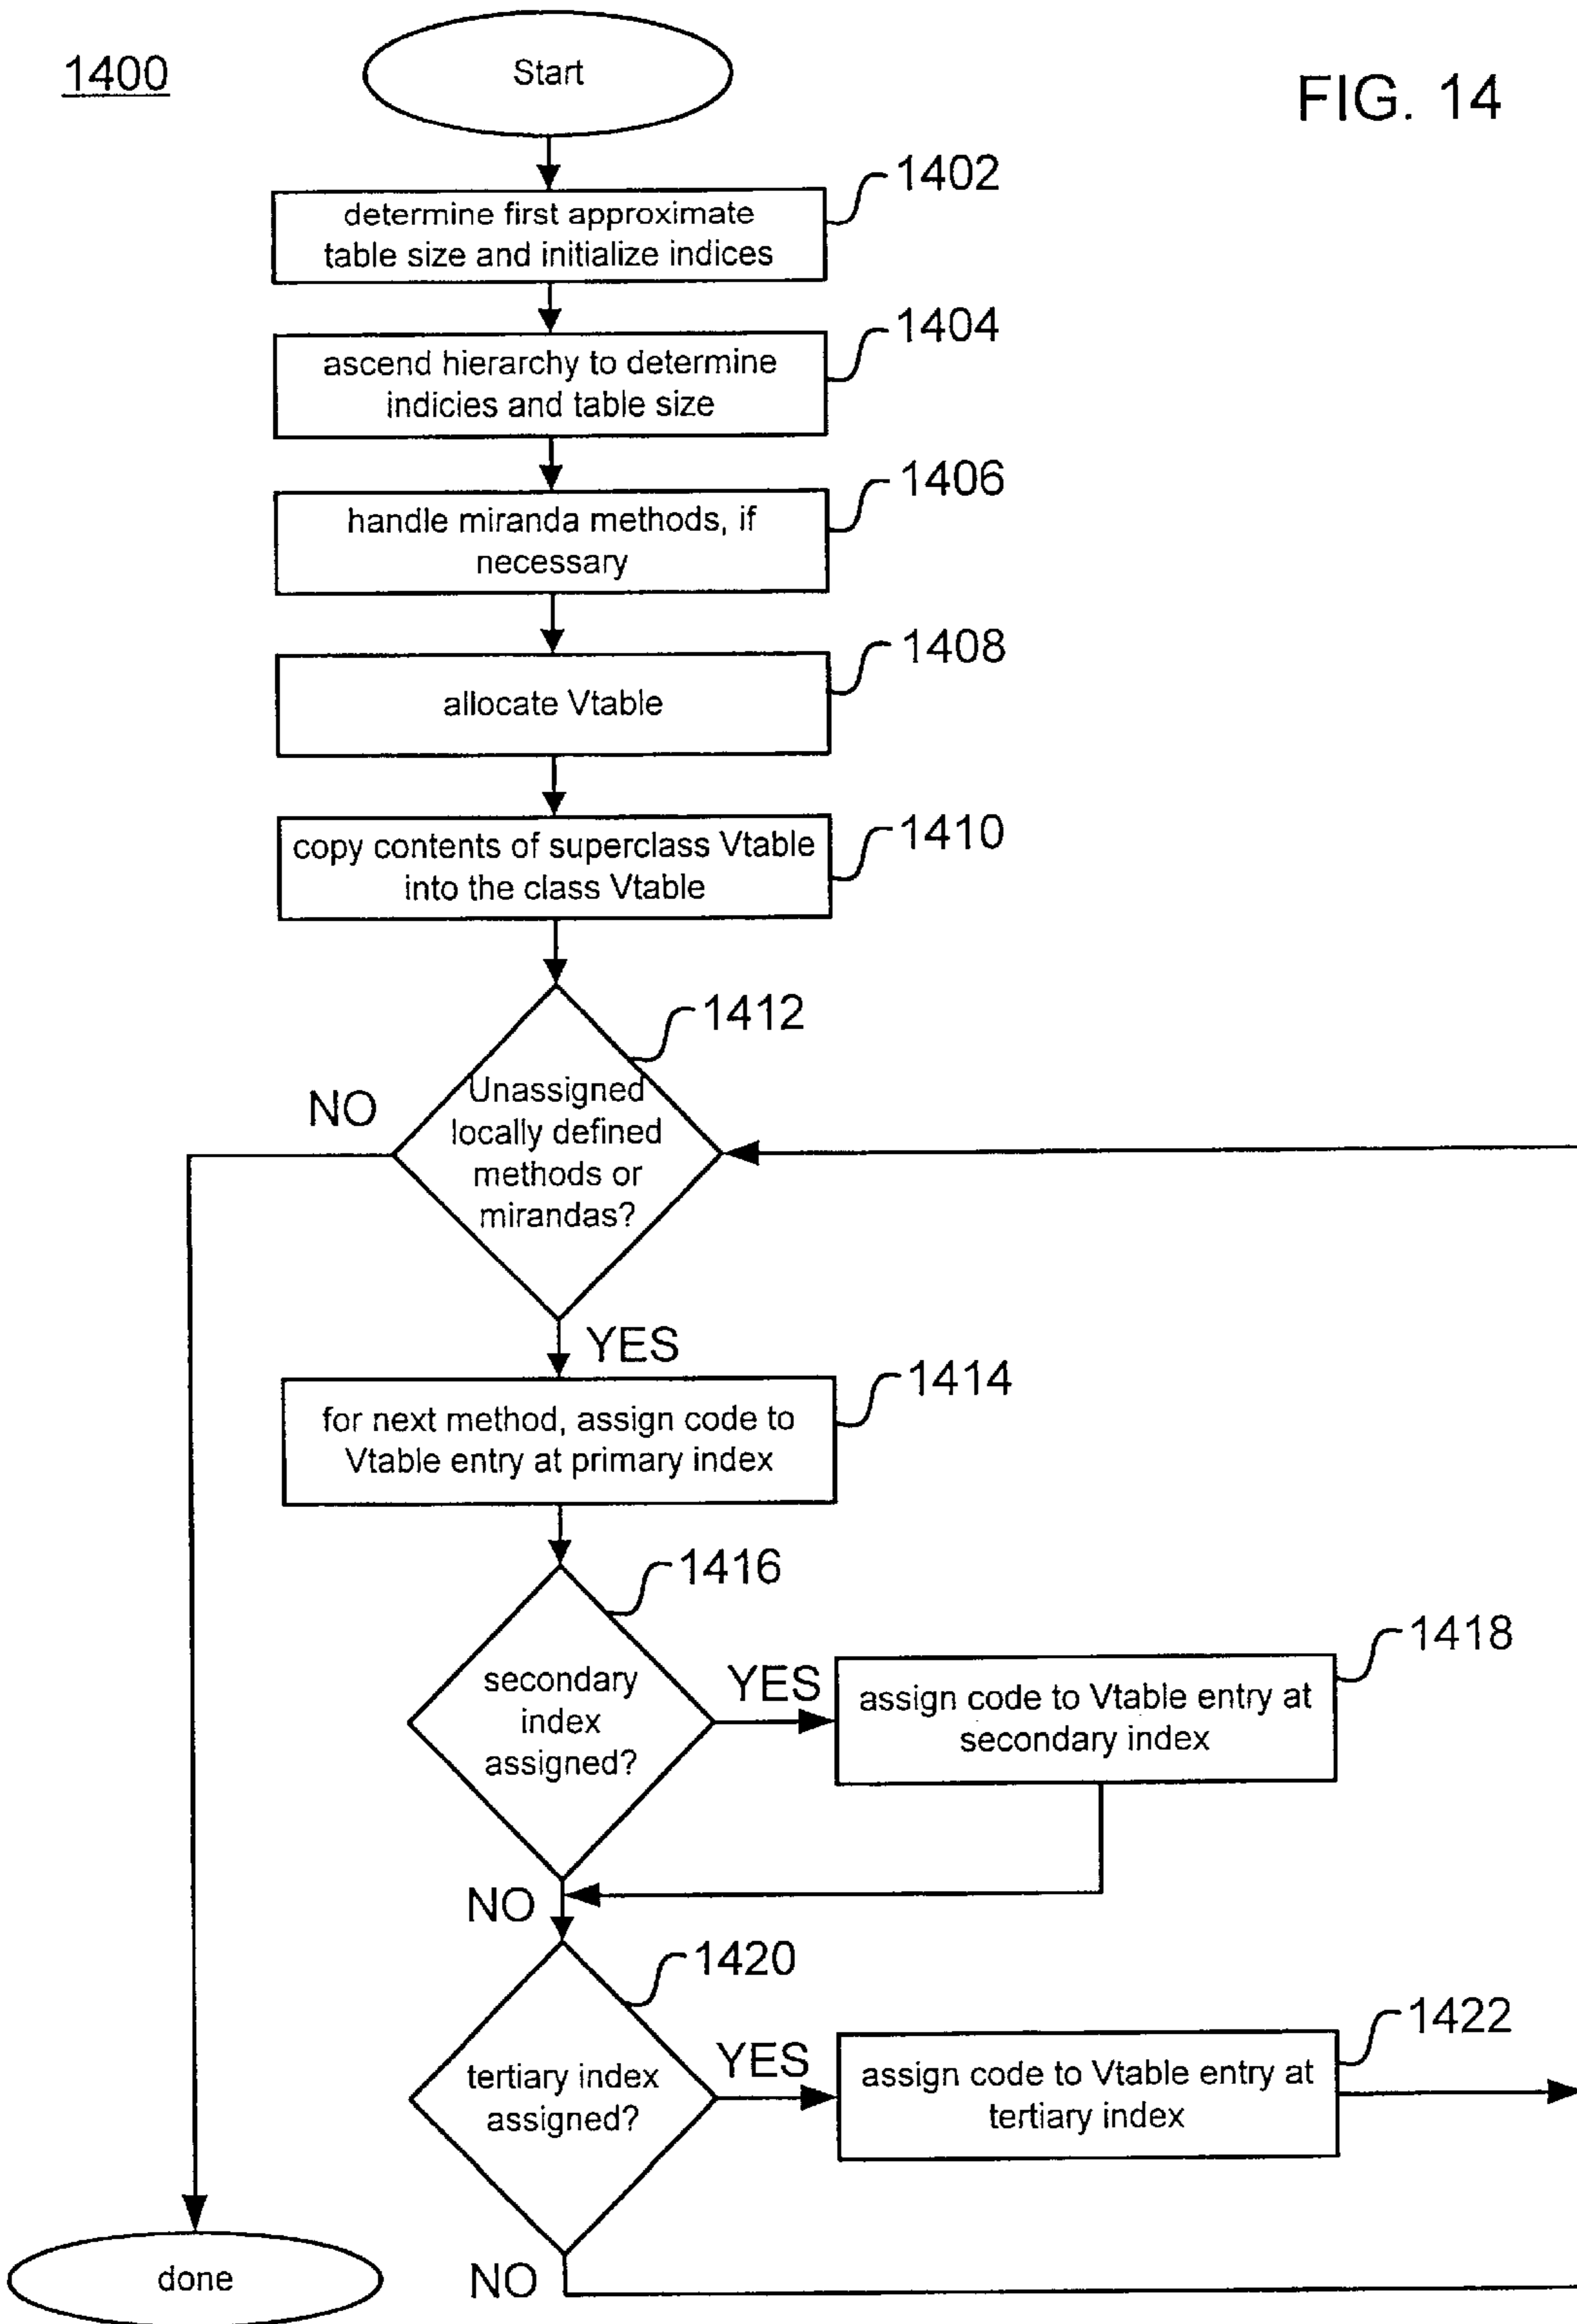 1400
Start
FIG. 14
1402
determine first approximate
table size and initialize indices
1404
ascend hierarchy to determine
indicies and table size
1406
handle miranda methods, if
necessary
1408
allocate Vtable
1410
copy contents of superclass Vtable
into the class Vtable
1412
NO
Unassigned
locally defined
methods or
mirandas?
YES
1414
for next method, assign code to
Vtable entry at primary index
1416
secondary
index
assigned?
YES
1418
assign code to Vtable entry at
secondary index
NO
1420
tertiary index
assigned?
YES
1422
assign code to Vtable entry at
tertiary index
NO
done